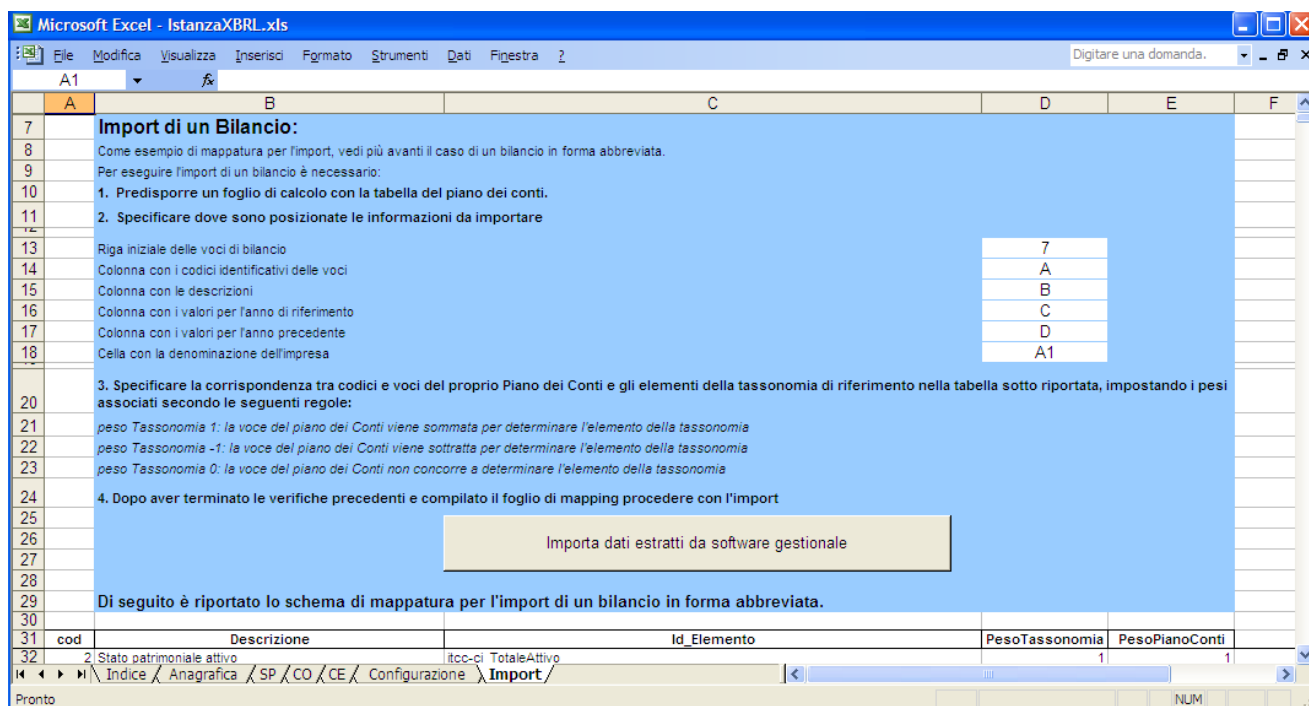 Microsoft Excel - IstanzaXBRL.xls
File Modifica Visualizza Inserisci Formato Strumenti Dati Finestra ? Digitare una domanda.
A1 fx
A B C D E F
7 Import di un Bilancio:
8 Come esempio di mappatura per l'import, vedi più avanti il caso di un bilancio in forma abbreviata.
9 Per eseguire l'import di un bilancio è necessario:
10 1. Predisporre un foglio di calcolo con la tabella del piano dei conti.
11 2. Specificare dove sono posizionate le informazioni da importare
12
13 Riga iniziale delle voci di bilancio 7
14 Colonna con i codici identificativi delle voci A
15 Colonna con le descrizioni B
16 Colonna con i valori per l'anno di riferimento C
17 Colonna con i valori per l'anno precedente D
18 Cella con la denominazione dell'impresa A1
3. Specificare la corrispondenza tra codici e voci del proprio Piano dei Conti e gli elementi della tassonomia di riferimento nella tabella sotto riportata, impostando i pesi
20 associati secondo le seguenti regole:
21 peso Tassonomia 1: la voce del piano dei Conti viene sommata per determinare l'elemento della tassonomia
22 peso Tassonomia -1: la voce del piano dei Conti viene sottratta per determinare l'elemento della tassonomia
23 peso Tassonomia 0: la voce del piano dei Conti non concorre a determinare l'elemento della tassonomia
24 4. Dopo aver terminato le verifiche precedenti e compilato il foglio di mapping procedere con l'import
25
26 Importa dati estratti da software gestionale
27
28
29 Di seguito è riportato lo schema di mappatura per l'import di un bilancio in forma abbreviata.
30
31 cod Descrizione Id_Elemento PesoTassonomia PesoPianoConti
32 2 Stato patrimoniale attivo itcc-ci_TotaleAttivo 1 1
Indice Anagrafica SP CO CE Configurazione Import
Pronto NUM